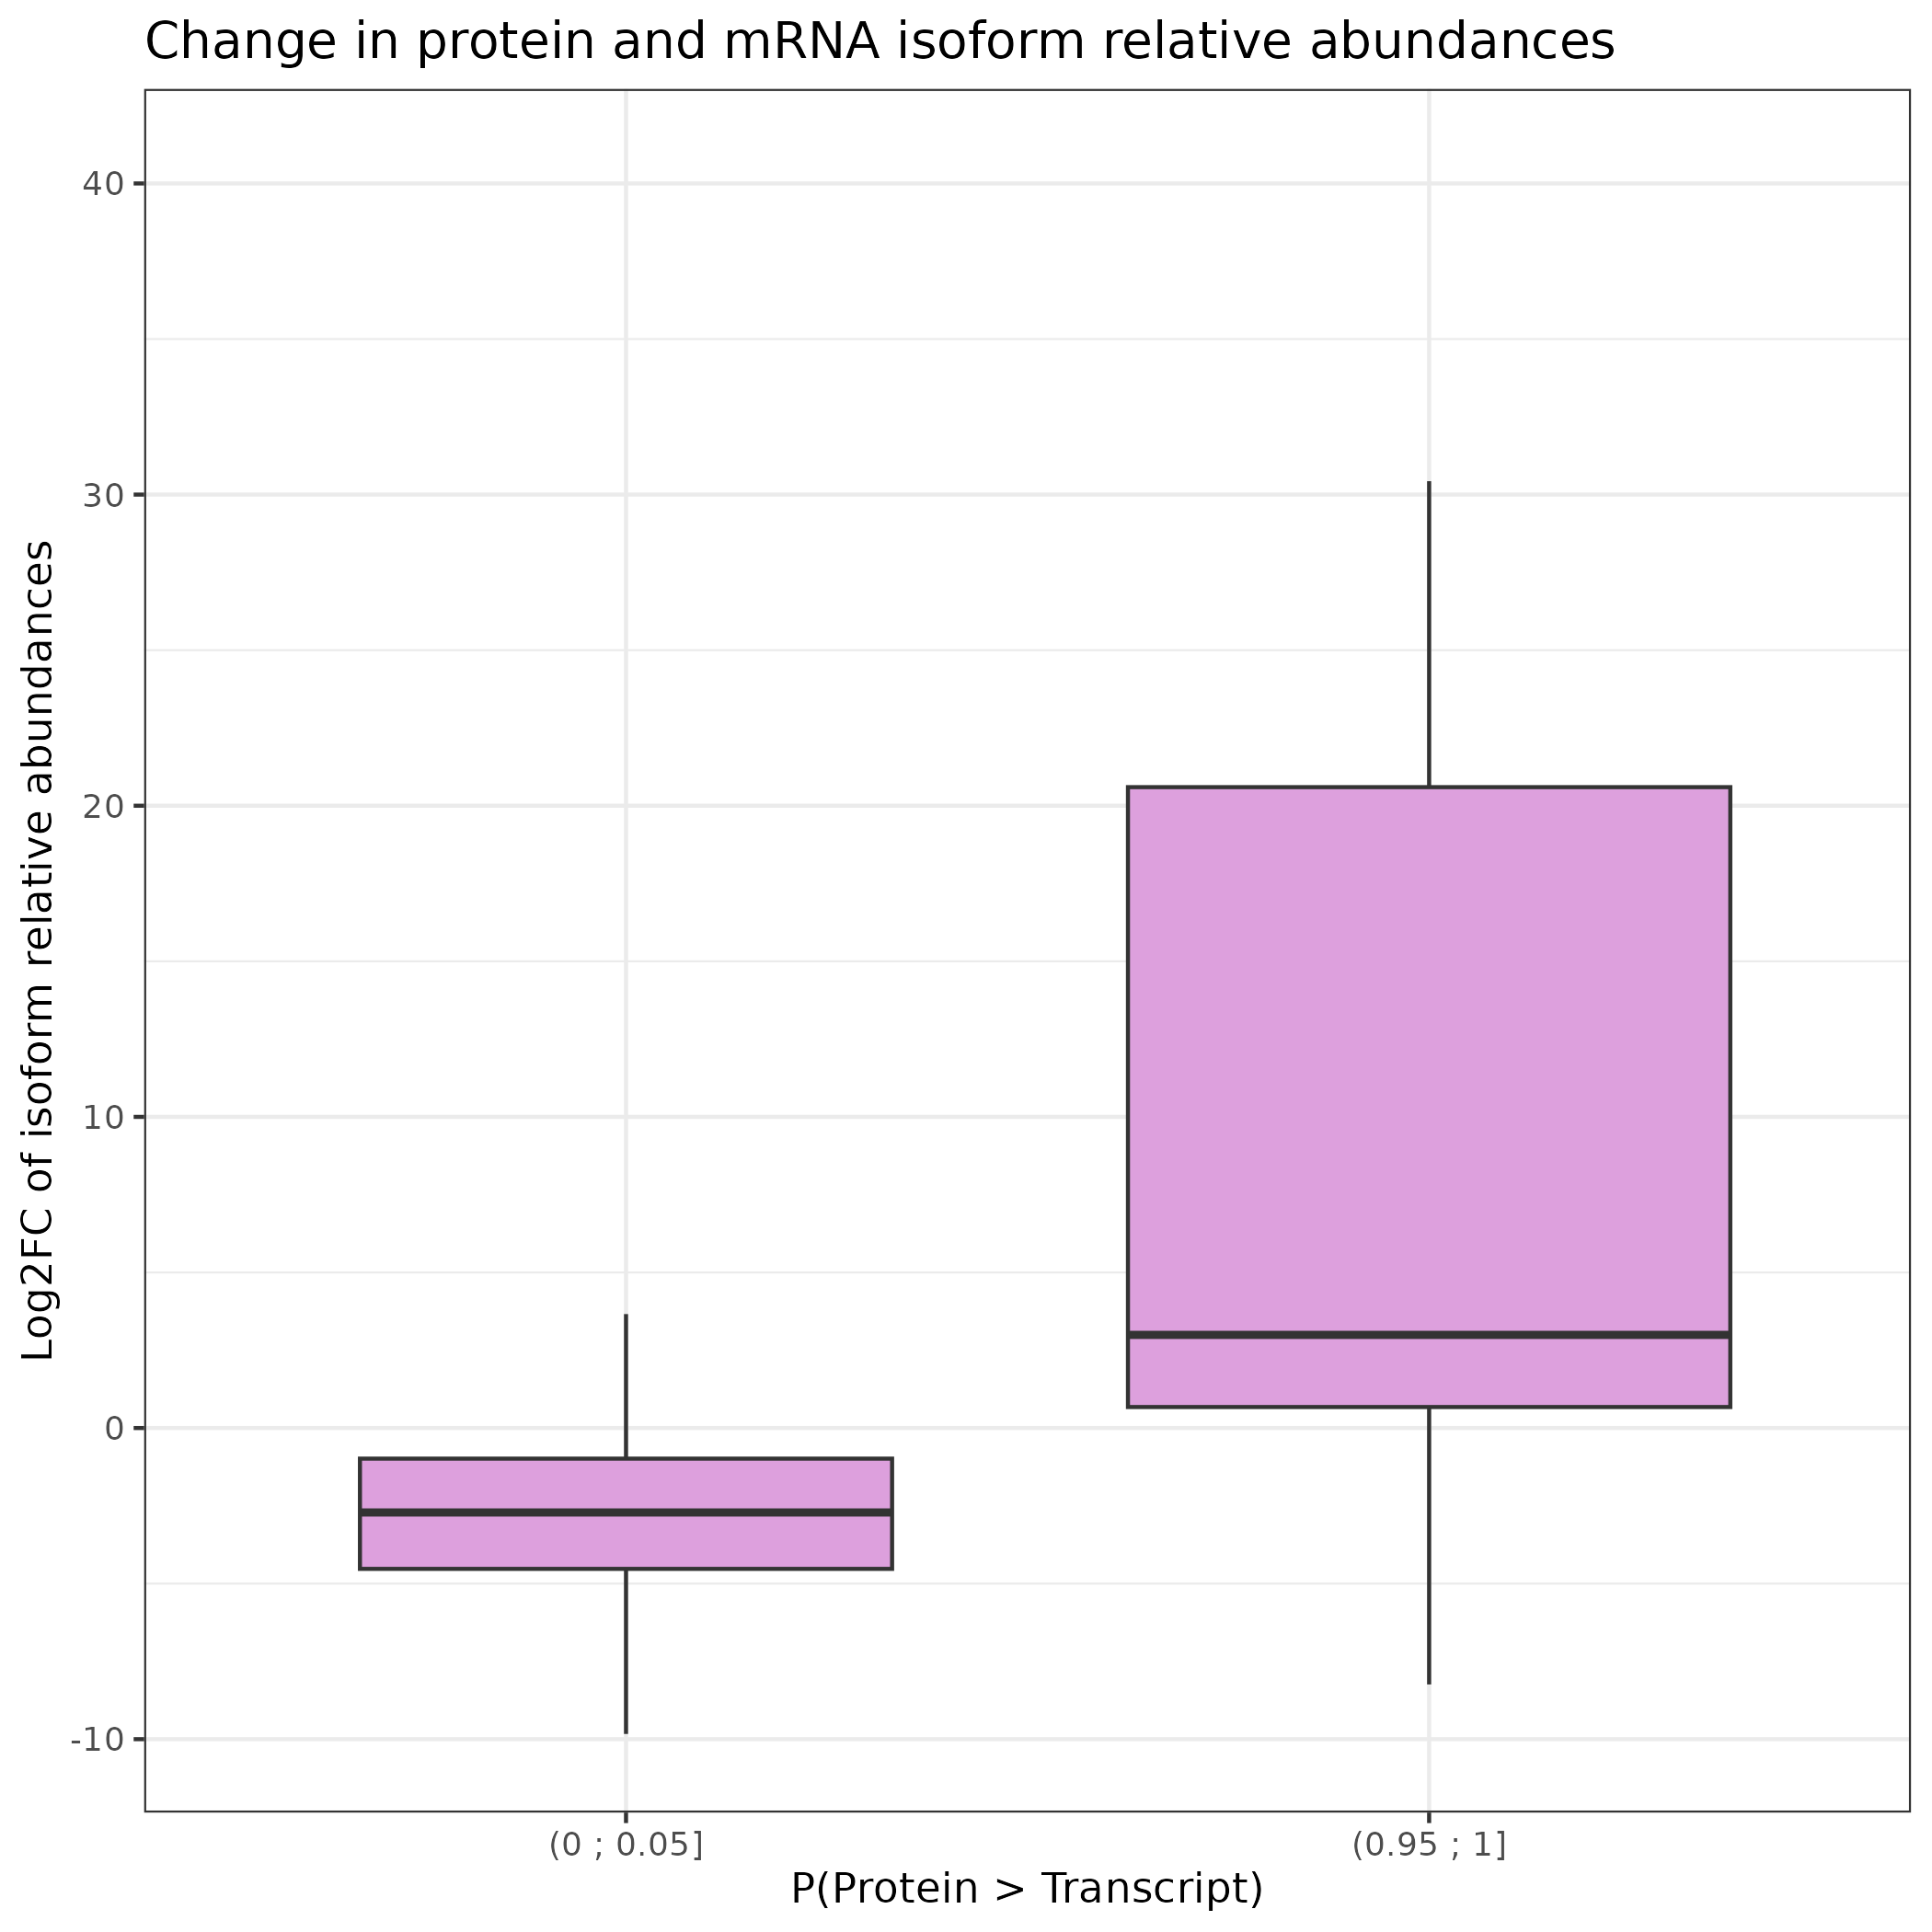 Change in protein and mRNA isoform relative abundances
Log2FC of isoform relative abundances
40
30
20
10
0
-10
(0 ; 0.05]
(0.95 ; 1]
P(Protein > Transcript)